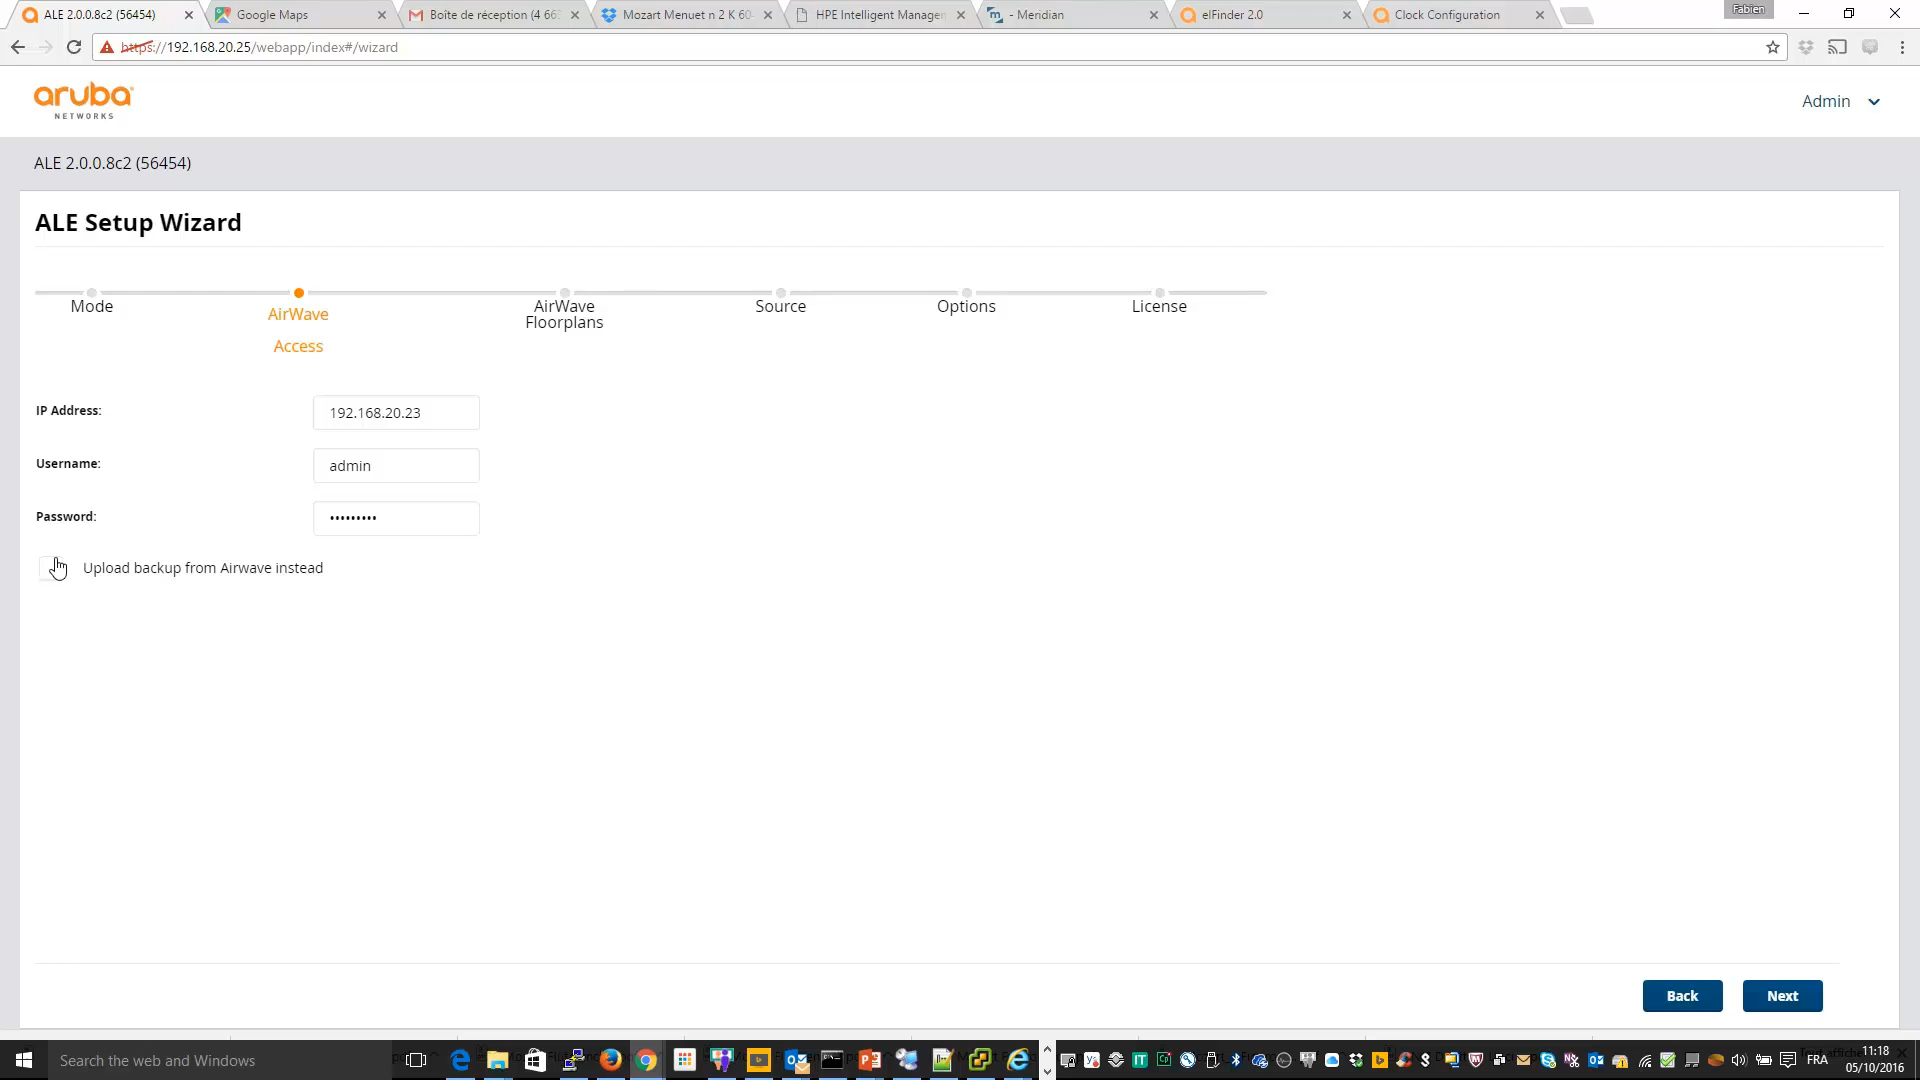 ALE 2.0.0.8c2 (56454)
Google Maps
Boîte de réception (4 66
Mozart Menuet n 2 K 60
HPE Intelligent Managem
- Meridian
elFinder 2.0
Clock Configuration
Fabien
https://192.168.20.25/webapp/index#/wizard
aruba
NETWORKS
Admin
ALE 2.0.0.8c2 (56454)
ALE Setup Wizard
Mode
AirWave
Access
AirWave
Floorplans
Source
Options
License
IP Address:
192.168.20.23
Username:
admin
Password:
•••••••••
Upload backup from Airwave instead
Back
Next
Search the web and Windows
FRA
11:18
05/10/2016